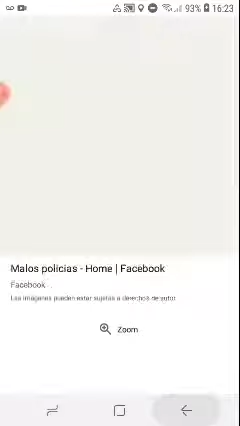 93% 16:23
Malos policias - Home | Facebook
Facebook
Las imágenes pueden estar sujetas a derechos de autor
Zoom